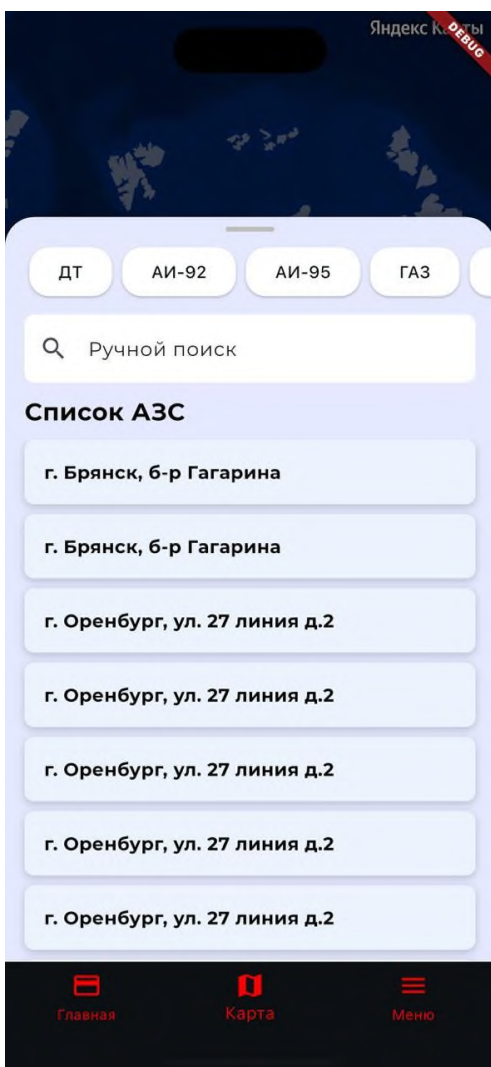 Яндекс Карты
DEBUG
ДТ
АИ-92
АИ-95
ГАЗ
Ручной поиск
Список АЗС
г. Брянск, б-р Гагарина
г. Брянск, б-р Гагарина
г. Оренбург, ул. 27 линия д.2
г. Оренбург, ул. 27 линия д.2
г. Оренбург, ул. 27 линия д.2
г. Оренбург, ул. 27 линия д.2
г. Оренбург, ул. 27 линия д.2
Главная
Карта
Меню